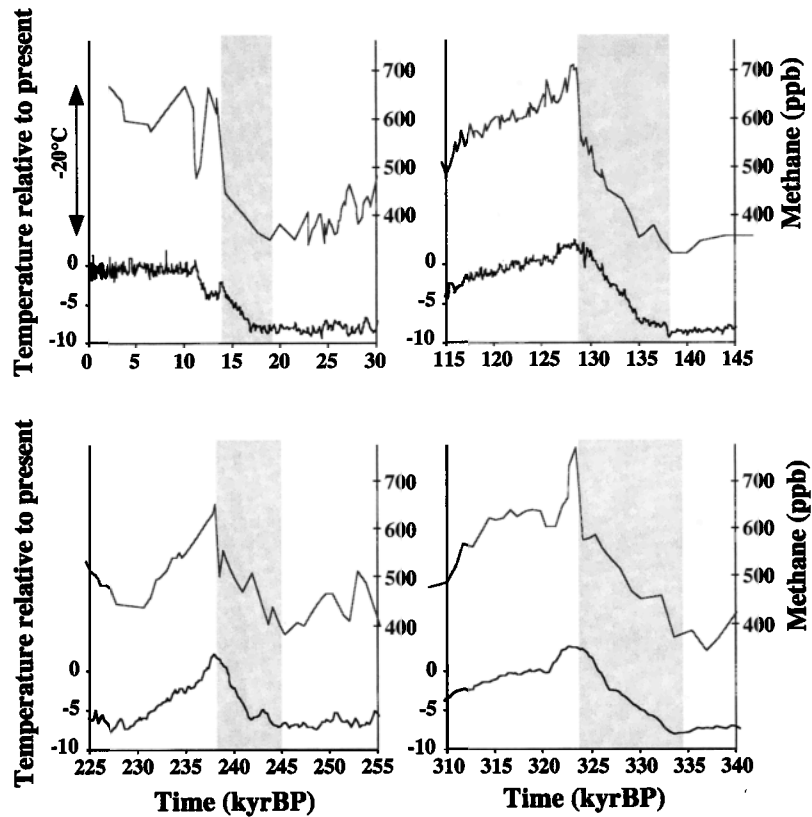 Temperature relative to present
-20°C
0
-5
-10
700
600
500
400
0 5 10 15 20 25 30
0
-5
-10
700
600
500
400
Methane (ppb)
115 120 125 130 135 140 145
Temperature relative to present
0
-5
-10
700
600
500
400
225 230 235 240 245 250 255
Time (kyrBP)
0
-5
-10
700
600
500
400
Methane (ppb)
310 315 320 323 330 335 340
Time (kyrBP)